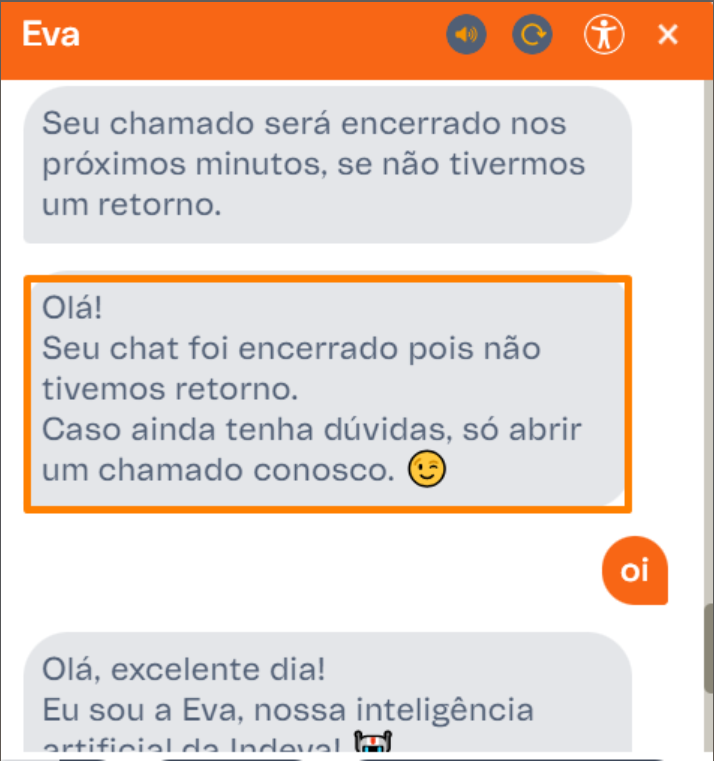 Eva
Seu chamado será encerrado nos
próximos minutos, se não tivermos
um retorno.
Olá!
Seu chat foi encerrado pois não
tivemos retorno.
Caso ainda tenha dúvidas, só abrir
um chamado conosco. 😉
oi
Olá, excelente dia!
Eu sou a Eva, nossa inteligência
artificial da Indeva! 🤖